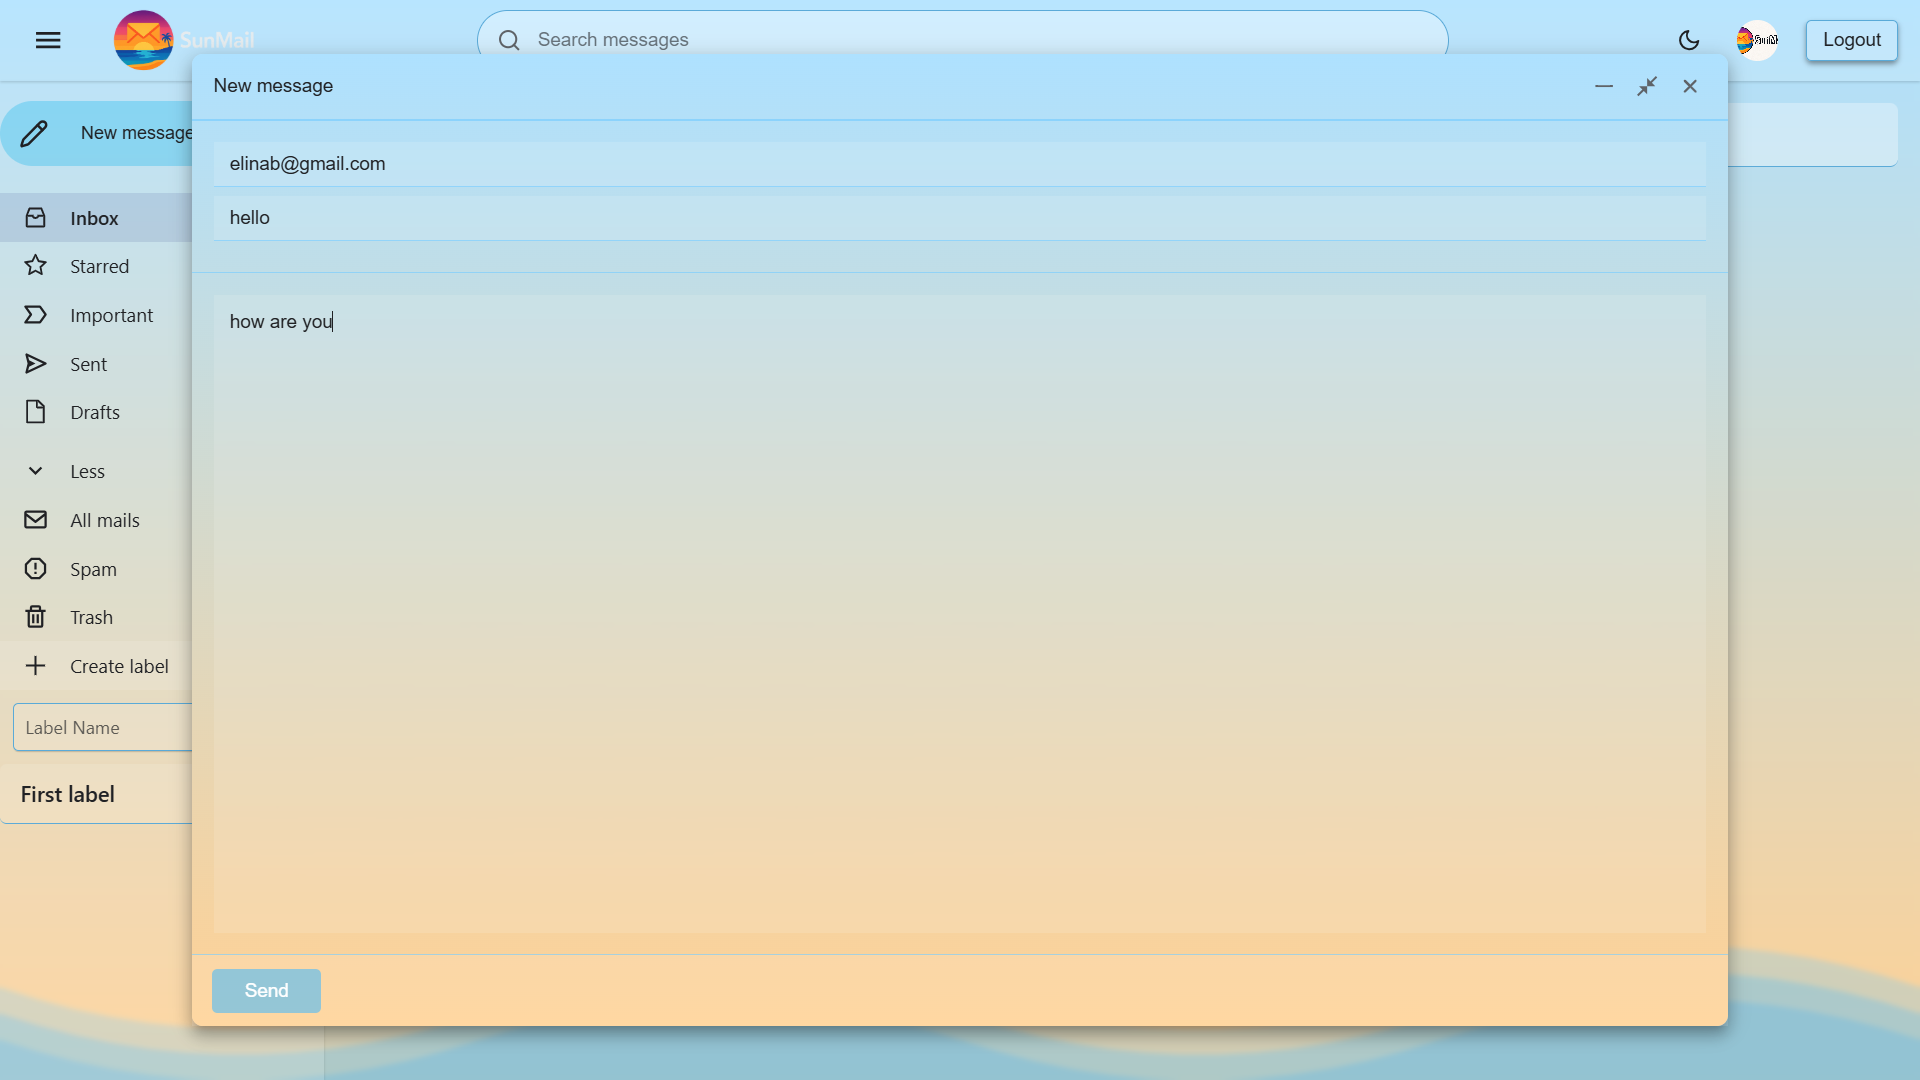 SunMail
Search messages
Logout
New message
New message
elinab@gmail.com
hello
how are you
Inbox
Starred
Important
Sent
Drafts
Less
All mails
Spam
Trash
Create label
Label Name
First label
Send